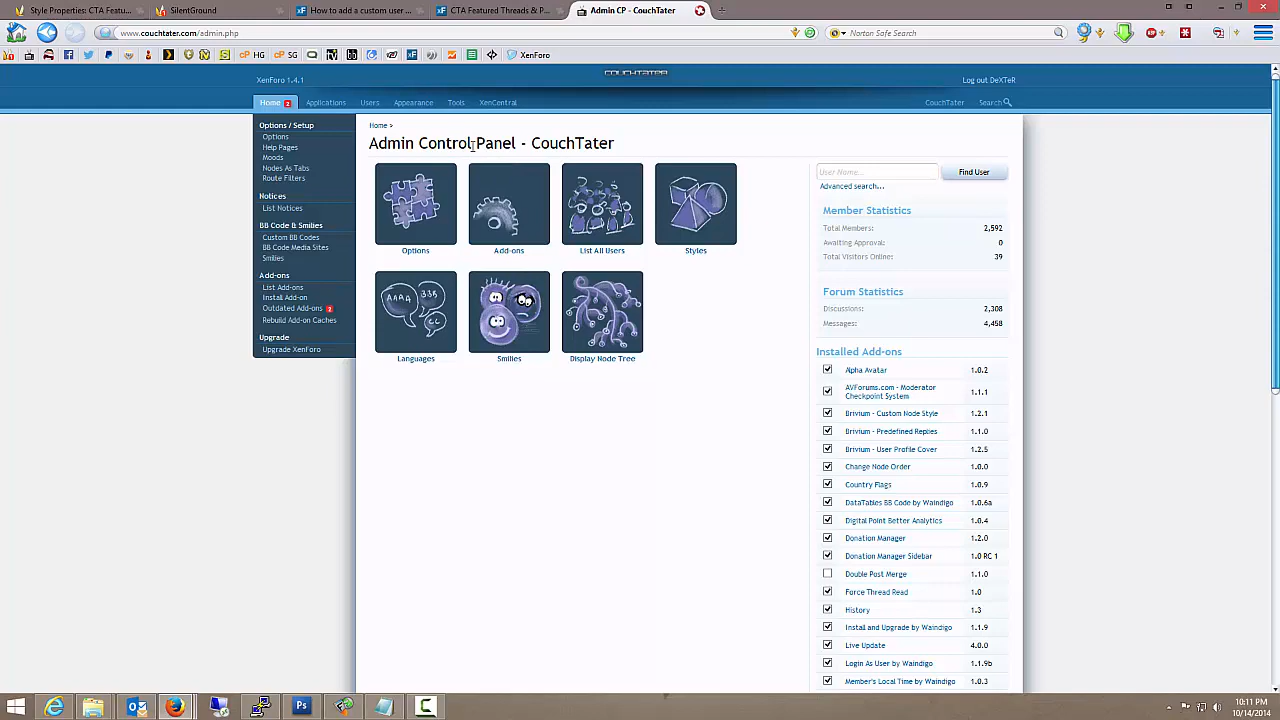 Style Properties: CTA Featu...
SilentGround
How to add a custom user...
CTA Featured Threads & P...
Admin CP - CouchTater
www.couchtater.com/admin.php
Norton Safe Search
HG
SG
XenForo
XenForo 1.4.1
COUCHTATER
Log out DeXTeR
Home 2
Applications
Users
Appearance
Tools
XenCentral
CouchTater
Search
Options / Setup
Options
Help Pages
Moods
Nodes As Tabs
Route Filters
Notices
List Notices
BB Code & Smilies
Custom BB Codes
BB Code Media Sites
Smilies
Add-ons
List Add-ons
Install Add-on
Outdated Add-ons 2
Rebuild Add-on Caches
Upgrade
Upgrade XenForo
Home >
Admin Control Panel - CouchTater
Options
Add-ons
List All Users
Styles
Languages
Smilies
Display Node Tree
User Name...
Find User
Advanced search...
Member Statistics
Total Members: 2,592
Awaiting Approval: 0
Total Visitors Online: 39
Forum Statistics
Discussions: 2,308
Messages: 4,458
Installed Add-ons
Alpha Avatar 1.0.2
AVForums.com - Moderator
Checkpoint System 1.1.1
Brivium - Custom Node Style 1.2.1
Brivium - Predefined Replies 1.1.0
Brivium - User Profile Cover 1.2.5
Change Node Order 1.0.0
Country Flags 1.0.9
DataTables BB Code by Waindigo 1.0.6a
Digital Point Better Analytics 1.0.4
Donation Manager 1.2.0
Donation Manager Sidebar 1.0 RC 1
Double Post Merge 1.1.0
Force Thread Read 1.0
History 1.3
Install and Upgrade by Waindigo 1.1.9
Live Update 4.0.0
Login As User by Waindigo 1.1.9b
Member's Local Time by Waindigo 1.0.3
10:11 PM
10/14/2014